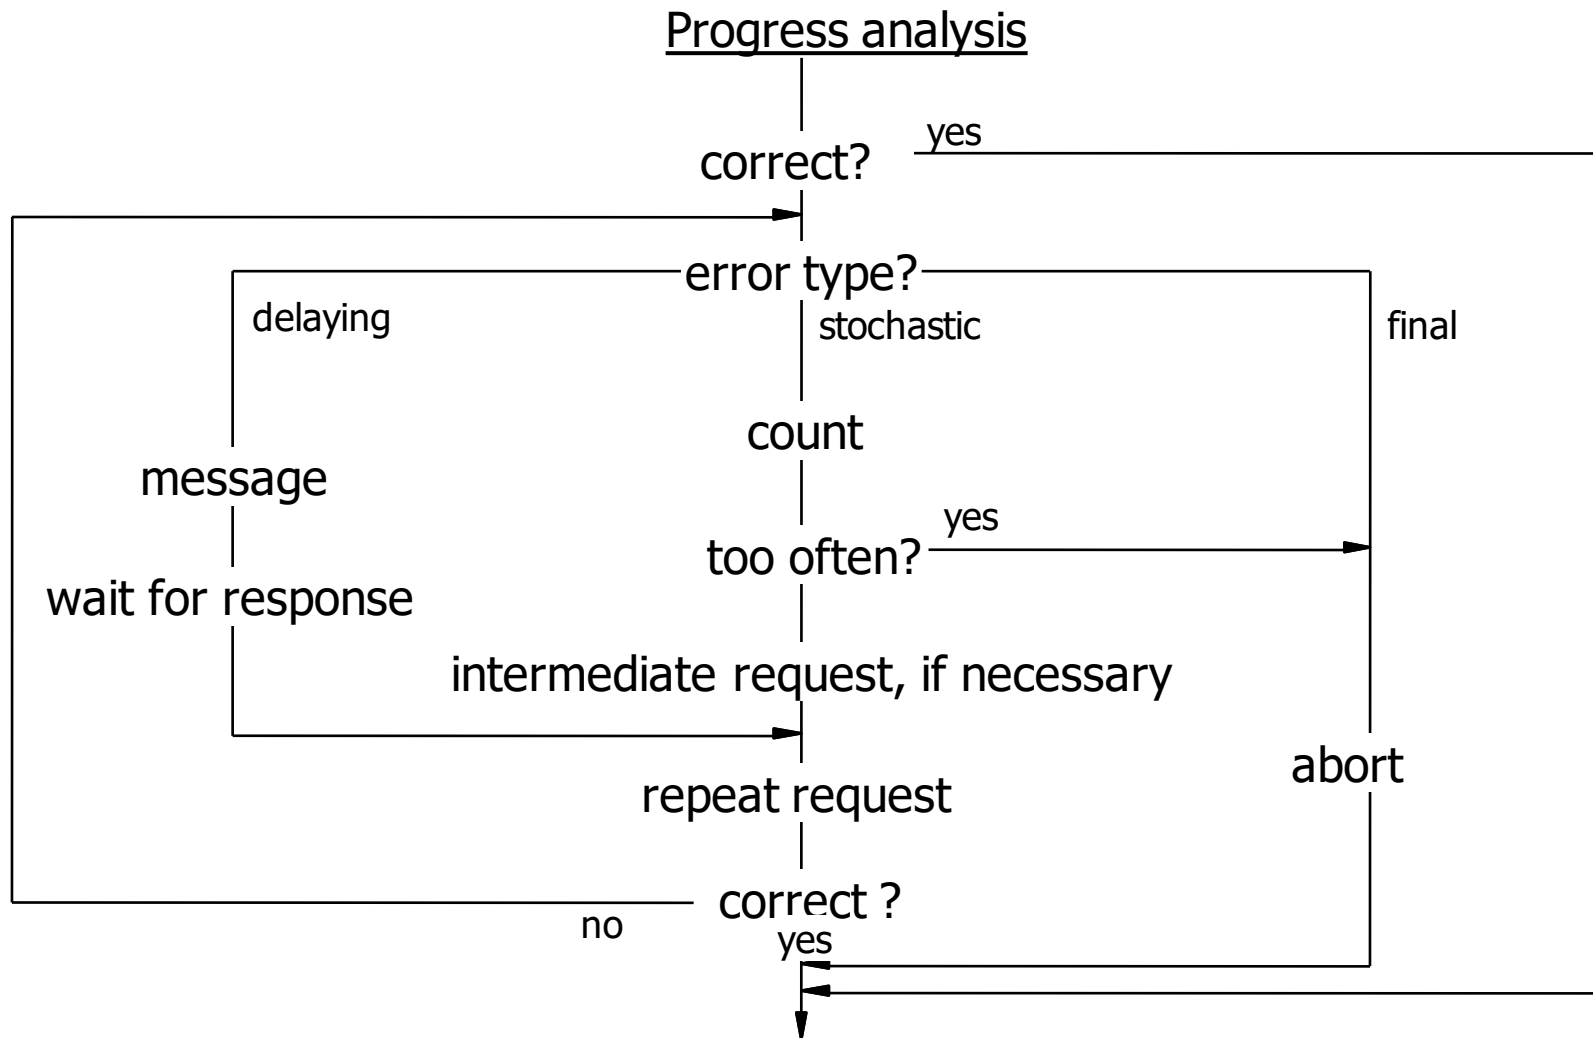 Progress analysis
yes
correct?
error type?
delaying
stochastic
final
count
message
yes
too often?
wait for response
intermediate request, if necessary
abort
repeat request
correct ?
no
yes